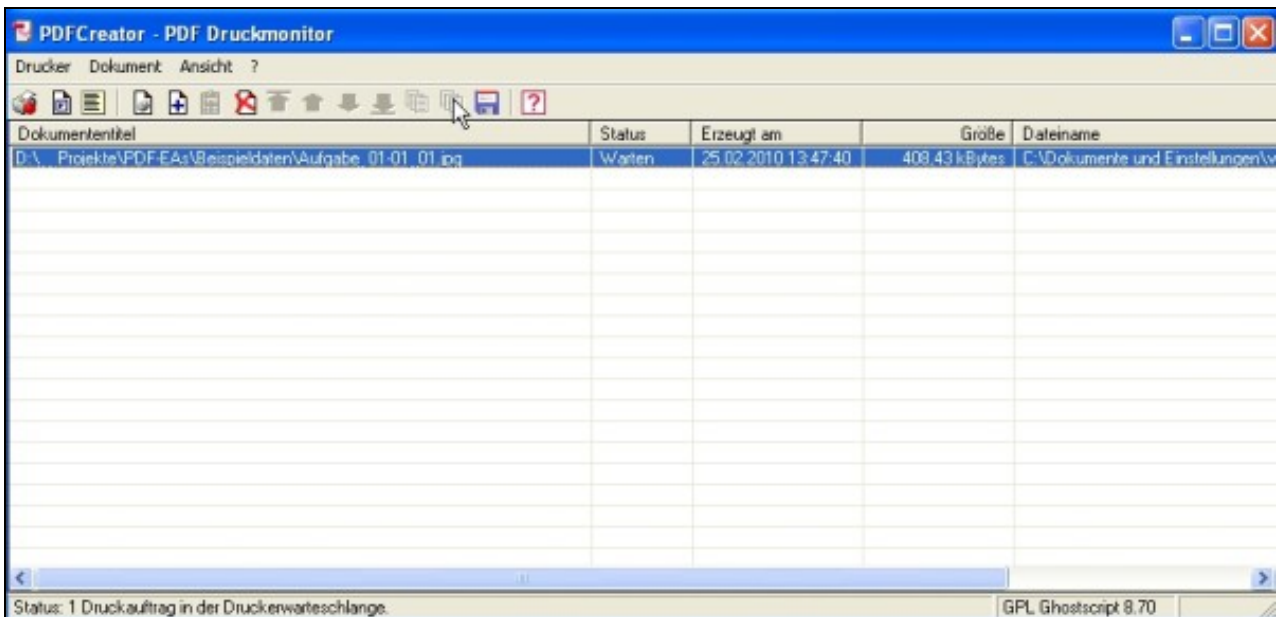 PDFCreator - PDF Druckmonitor
Drucker Dokument Ansicht ?
Dokumententitel Status Erzeugt am Größe Dateiname
D:\... Projekte\PDF-EAs\Beispieldaten\Aufgabe_01-01_01.jpg Warten 25.02.2010 13:47:40 408,43 kBytes C:\Dokumente und Einstellungen\v
Status: 1 Druckauftrag in der Druckerwarteschlange. GPL Ghostscript 8.70